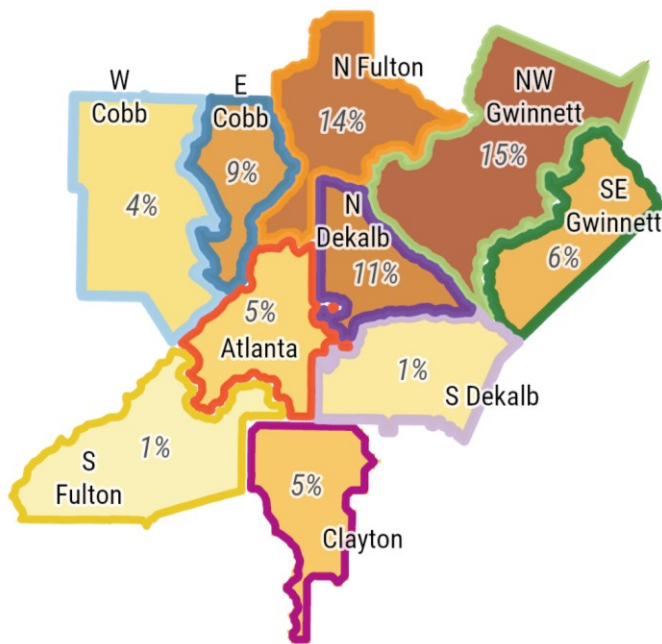 W
Cobb
4%
E
Cobb
9%
N Fulton
14%
NW
Gwinnett
15%
SE
Gwinnett
6%
N
Dekalb
11%
5%
Atlanta
1%
S Dekalb
1%
S
Fulton
5%
Clayton